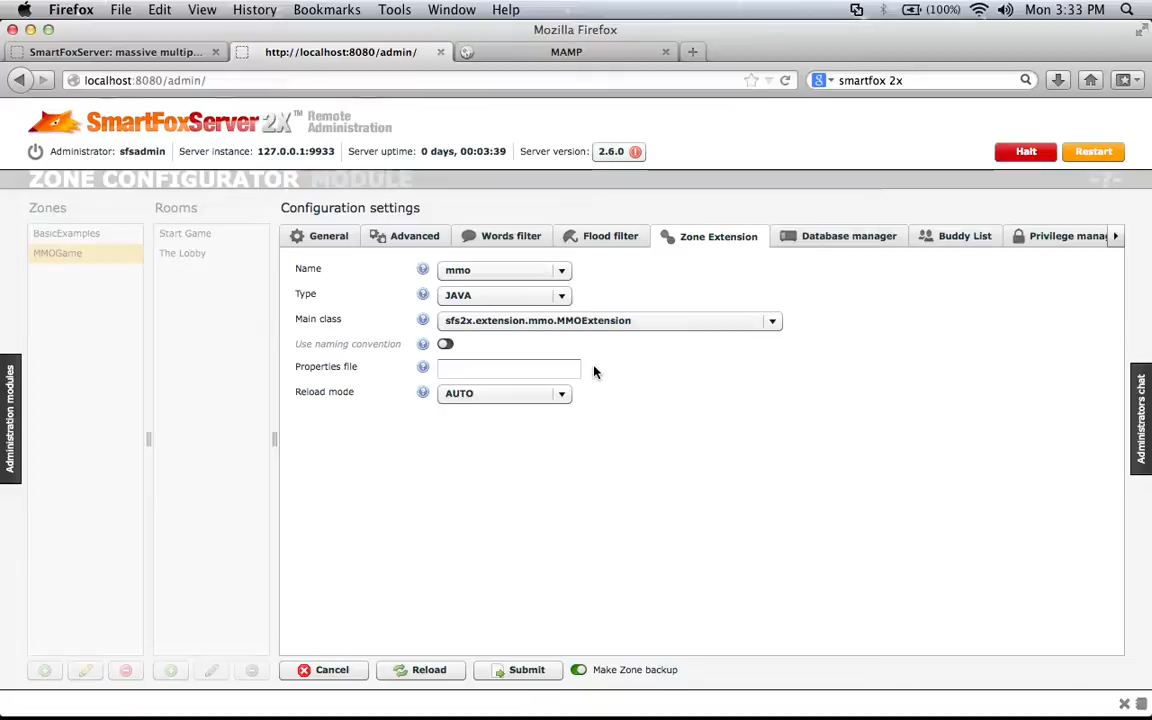 Firefox File Edit View History Bookmarks Tools Window Help (100%) Mon 3:33 PM
Mozilla Firefox
SmartFoxServer: massive multip... http://localhost:8080/admin/ MAMP
localhost:8080/admin/ smartfox 2x
SmartFoxServer 2X™ Remote Administration
Administrator: sfsadmin Server instance: 127.0.0.1:9933 Server uptime: 0 days, 00:03:39 Server version: 2.6.0 Halt Restart
ZONE CONFIGURATOR MODULE -?-
Zones Rooms Configuration settings
BasicExamples Start Game General Advanced Words filter Flood filter Zone Extension Database manager Buddy List Privilege mana
MMOGame The Lobby
Name mmo
Type JAVA
Main class sfs2x.extension.mmo.MMOExtension
Use naming convention
Properties file
Reload mode AUTO
Administration modules
Administrators chat
Cancel Reload Submit Make Zone backup